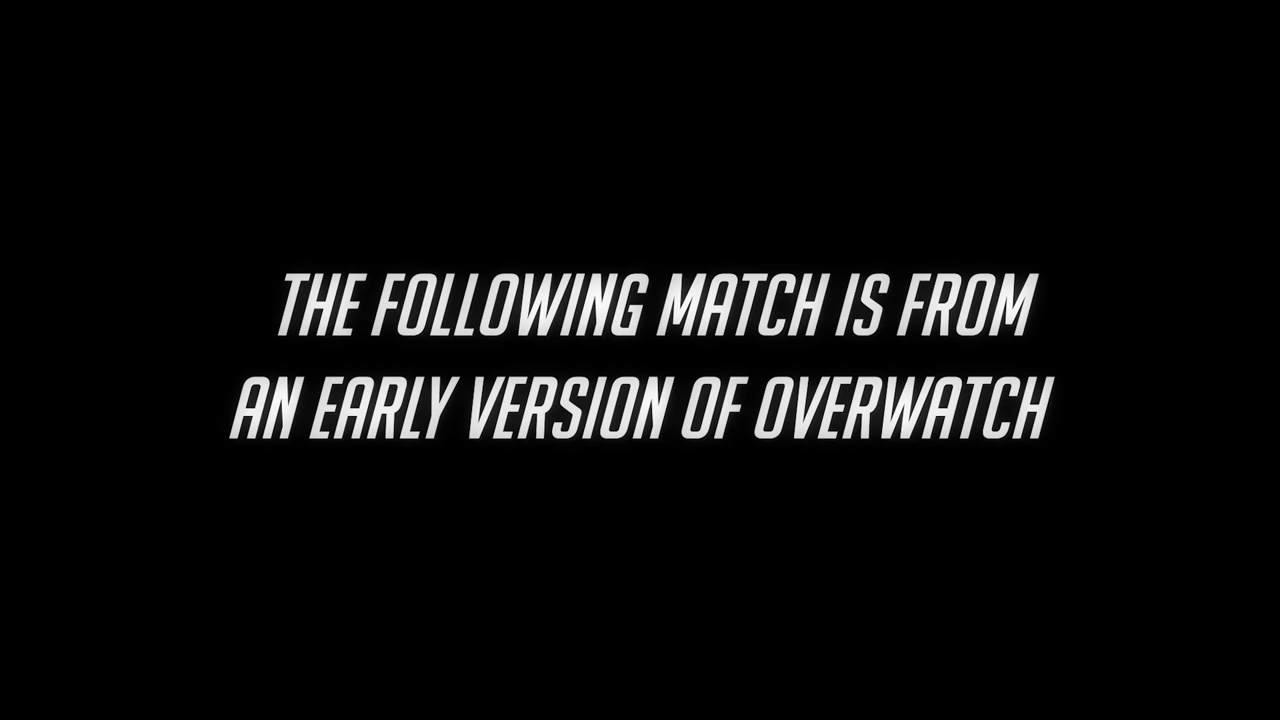 THE FOLLOWING MATCH IS FROM
AN EARLY VERSION OF OVERWATCH